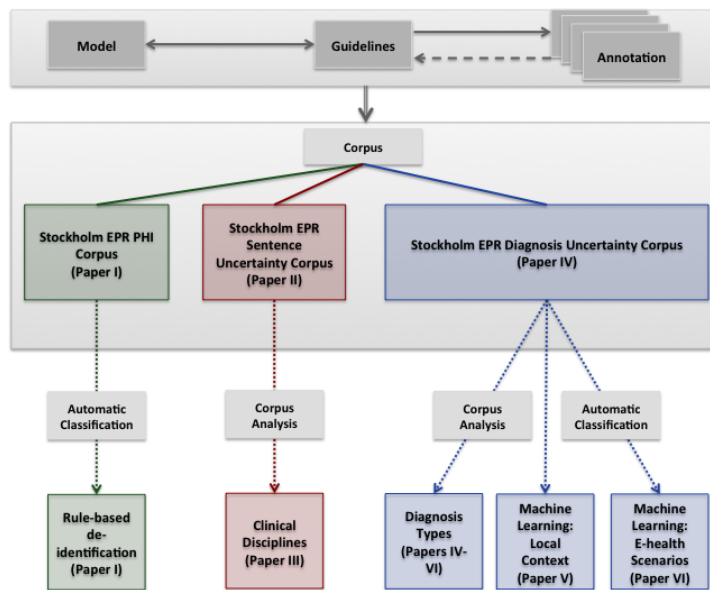 Model
Guidelines
Annotation
Corpus
Stockholm EPR PHI
Corpus
(Paper I)
Stockholm EPR
Sentence
Uncertainty Corpus
(Paper II)
Stockholm EPR Diagnosis Uncertainty Corpus
(Paper IV)
Automatic
Classification
Corpus
Analysis
Corpus
Analysis
Automatic
Classification
Rule-based
de-
identification
(Paper I)
Clinical
Disciplines
(Paper III)
Diagnosis
Types
(Papers IV-
VI)
Machine
Learning:
Local
Context
(Paper V)
Machine
Learning:
E-health
Scenarios
(Paper VI)